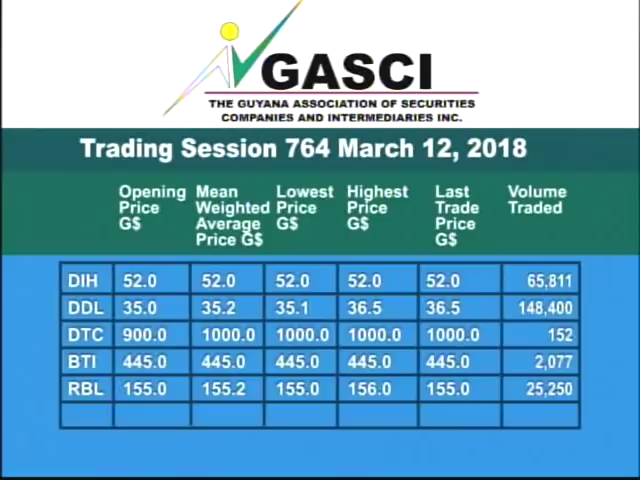 GASCI
THE GUYANA ASSOCIATION OF SECURITIES
COMPANIES AND INTERMEDIARIES INC.
Trading Session 764 March 12, 2018
Opening Price G$ Mean Weighted Average Price G$ Lowest Price G$ Highest Price G$ Last Trade Price G$ Volume Traded
DIH 52.0 52.0 52.0 52.0 52.0 65,811
DDL 35.0 35.2 35.1 36.5 36.5 148,400
DTC 900.0 1000.0 1000.0 1000.0 1000.0 152
BTI 445.0 445.0 445.0 445.0 445.0 2,077
RBL 155.0 155.2 155.0 156.0 155.0 25,250